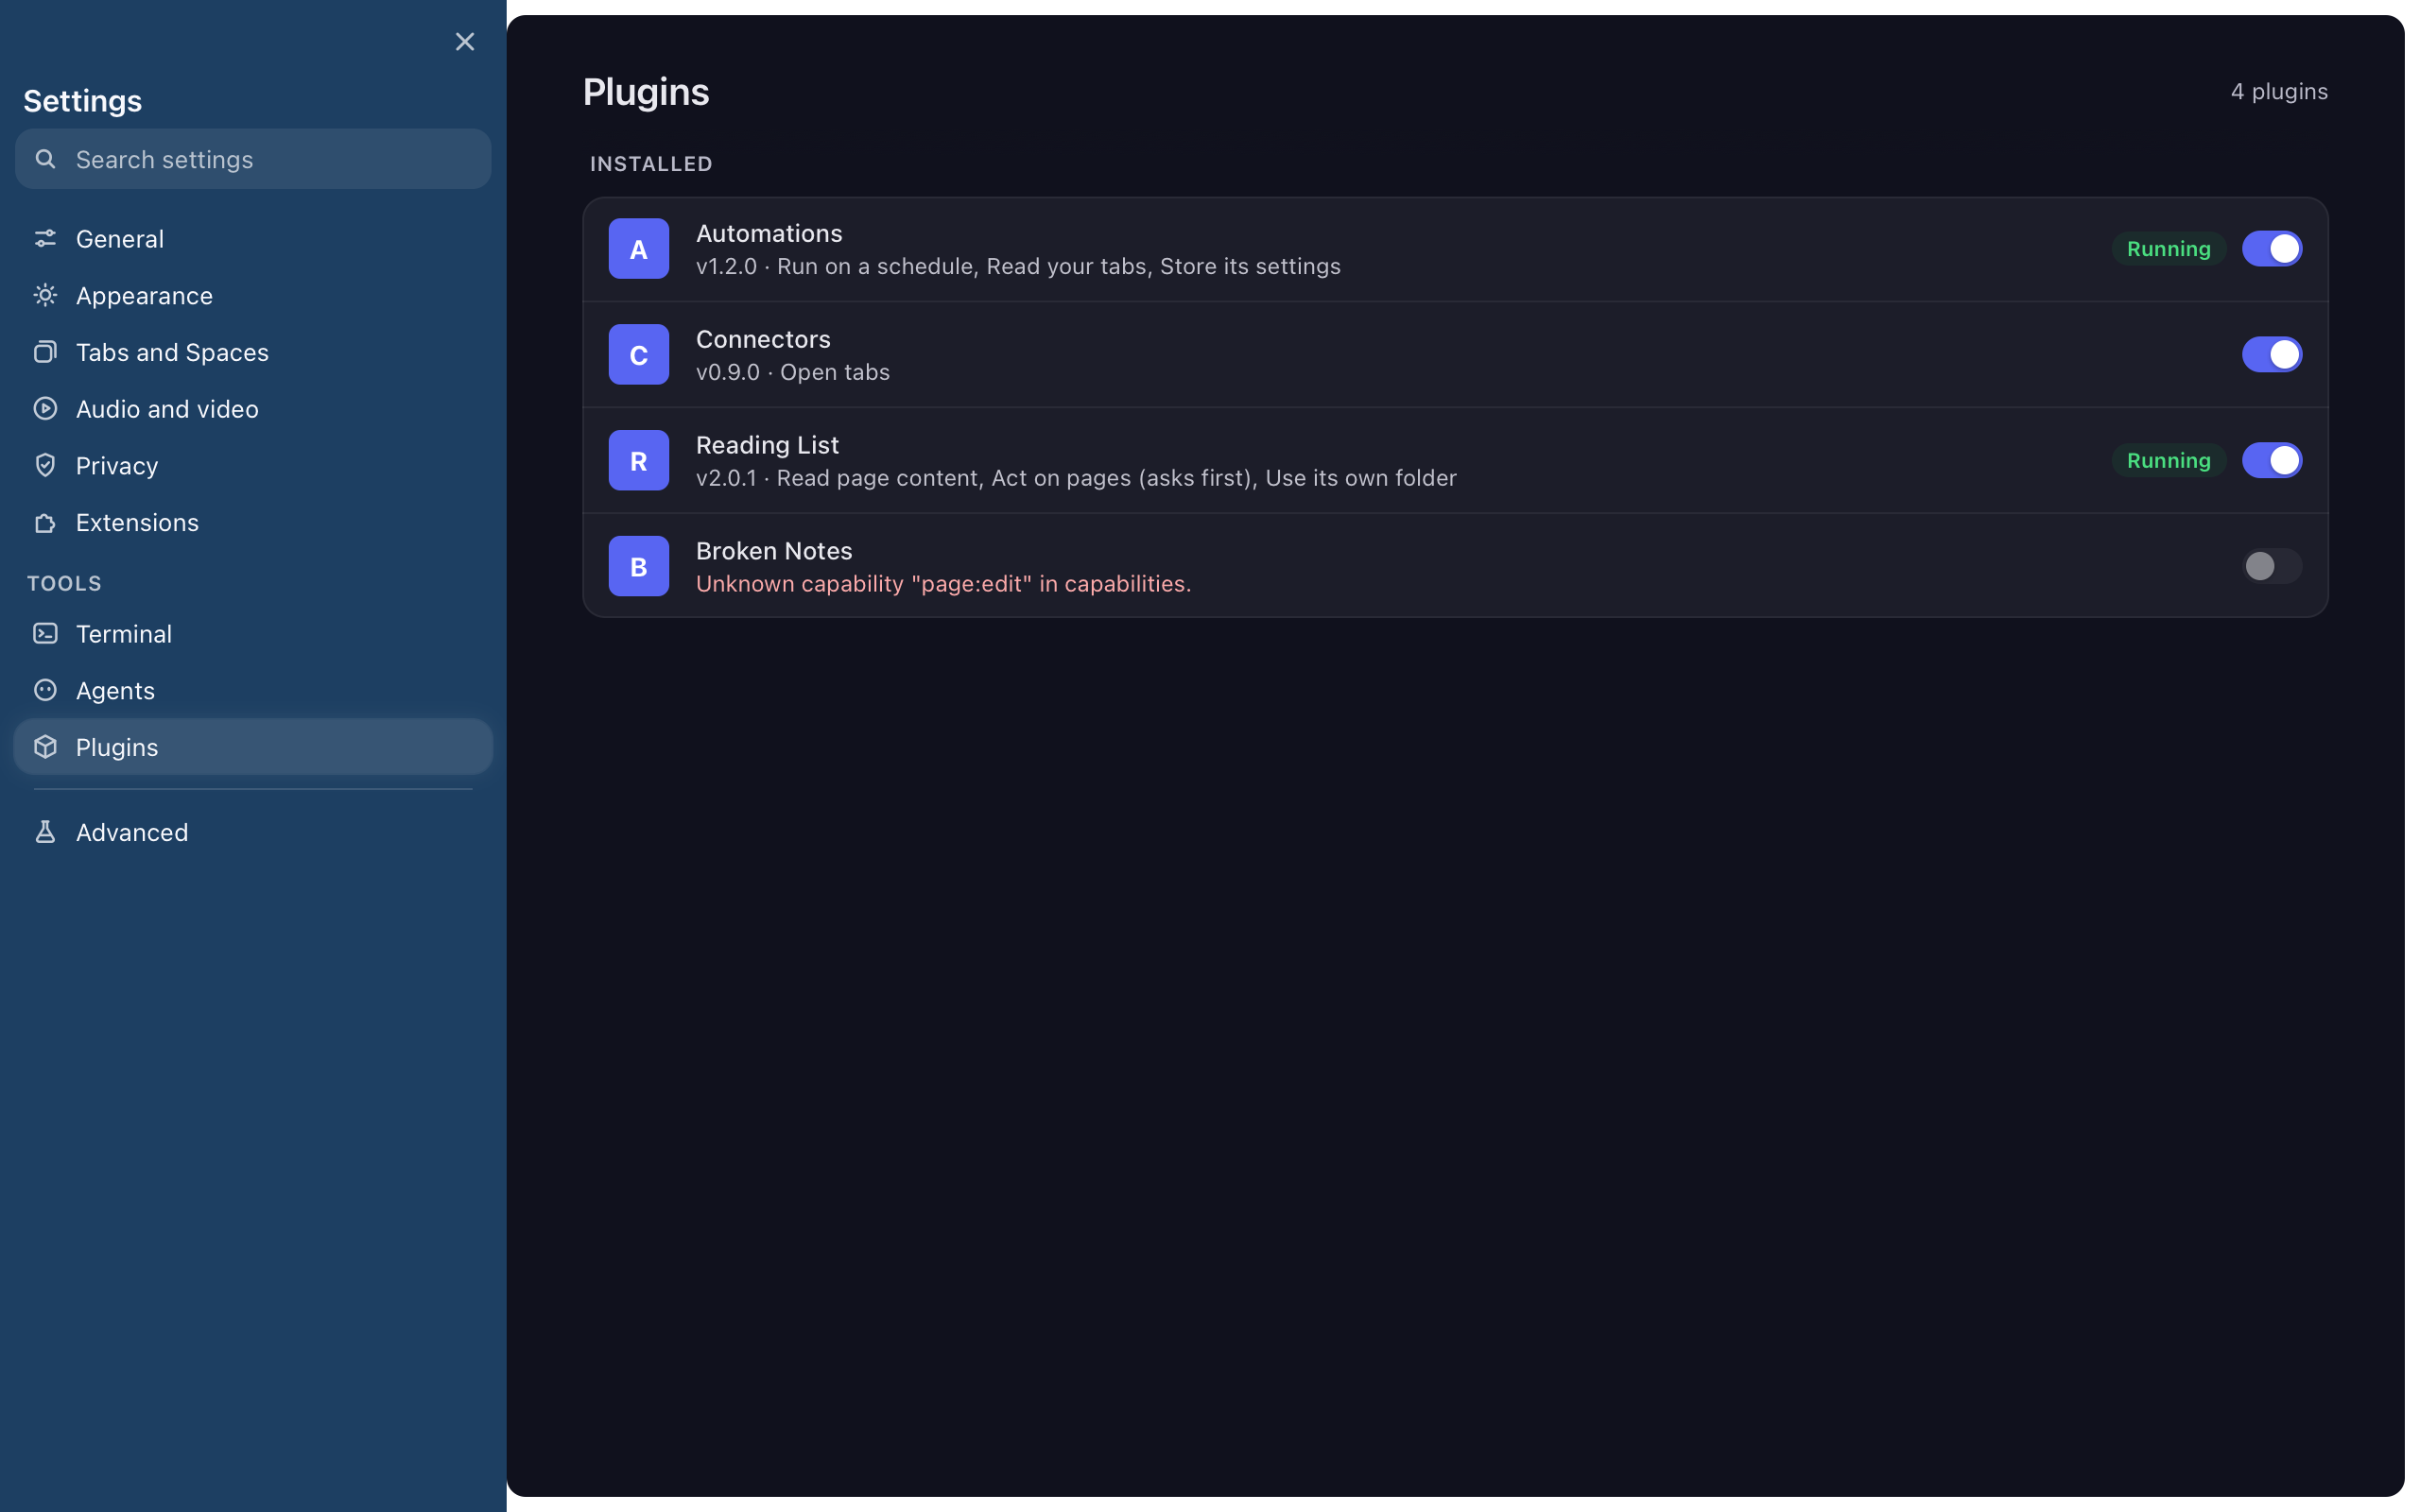 Settings
Search settings
General
Appearance
Tabs and Spaces
Audio and video
Privacy
Extensions
TOOLS
Terminal
Agents
Plugins
Advanced
Plugins
4 plugins
INSTALLED
A
Automations
v1.2.0 · Run on a schedule, Read your tabs, Store its settings
Running
C
Connectors
v0.9.0 · Open tabs
R
Reading List
v2.0.1 · Read page content, Act on pages (asks first), Use its own folder
Running
B
Broken Notes
Unknown capability "page:edit" in capabilities.